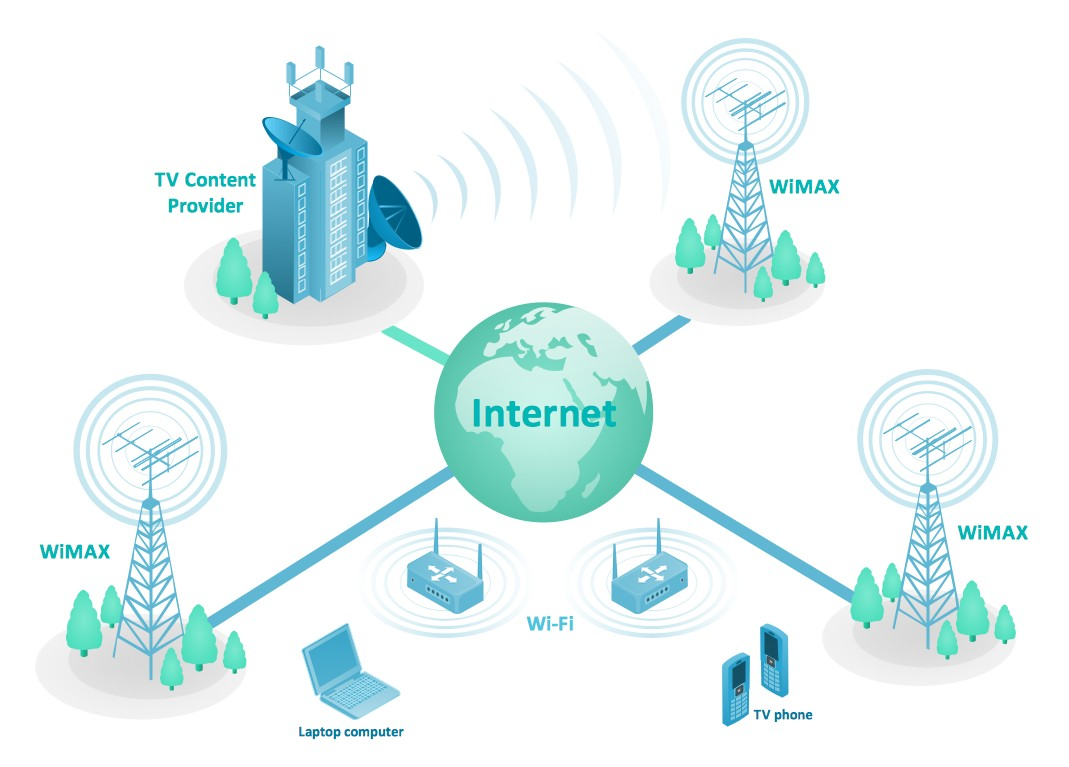 TV Content
Provider
WiMAX
Internet
WiMAX
WiMAX
Wi-Fi
TV phone
Laptop computer